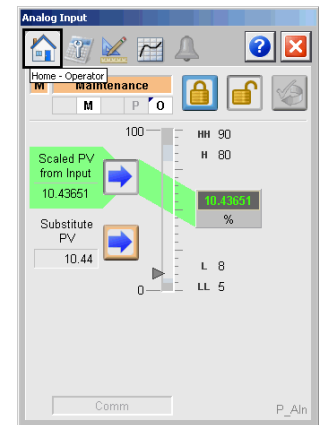 Analog Input
Home - Operator
M Maintenance
M P O
100
HH 90
H 80
Scaled PV
from Input
10.43651
10.43651
%
Substitute
PV
10.44
L 8
0
LL 5
Comm
P_AIn